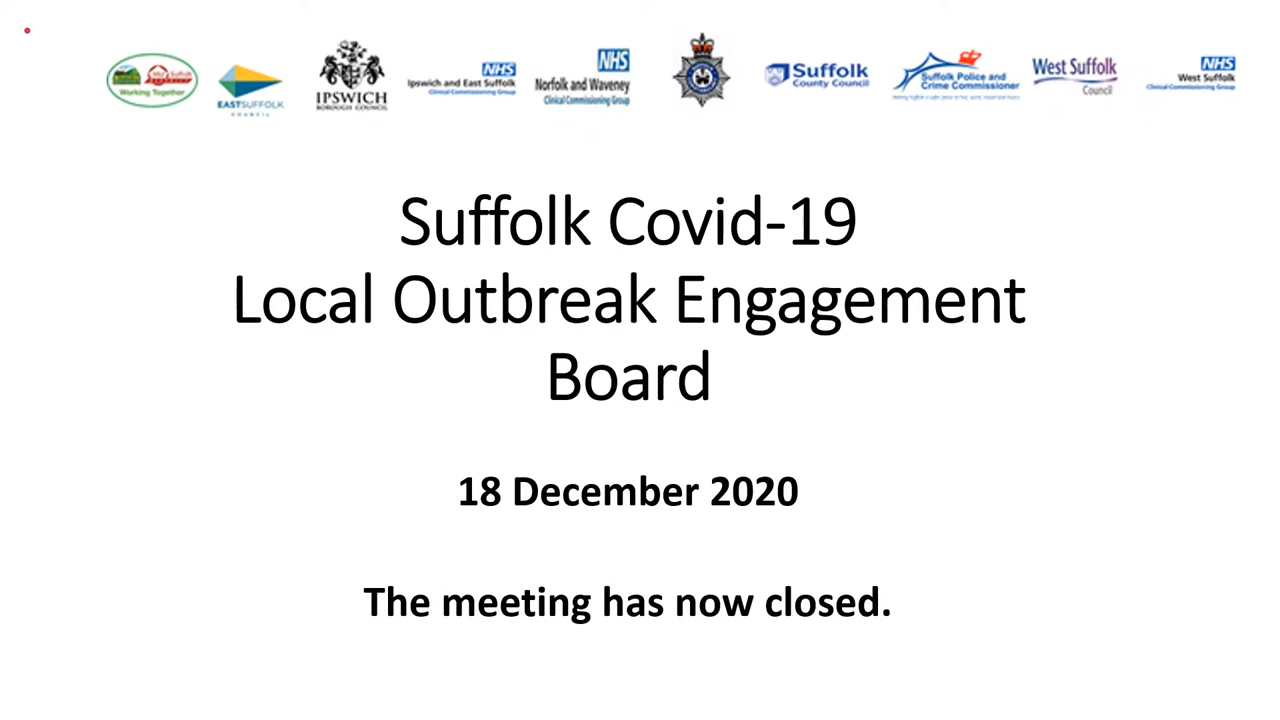 Working Together
EASTSUFFOLK
COUNCIL
IPSWICH
BOROUGH COUNCIL
NHS
Ipswich and East Suffolk
Clinical Commissioning Group
NHS
Norfolk and Waveney
Clinical Commissioning Group
Suffolk
County Council
Suffolk Police and
Crime Commissioner
West Suffolk
Council
NHS
West Suffolk
Clinical Commissioning Group
Suffolk Covid-19
Local Outbreak Engagement
Board
18 December 2020
The meeting has now closed.